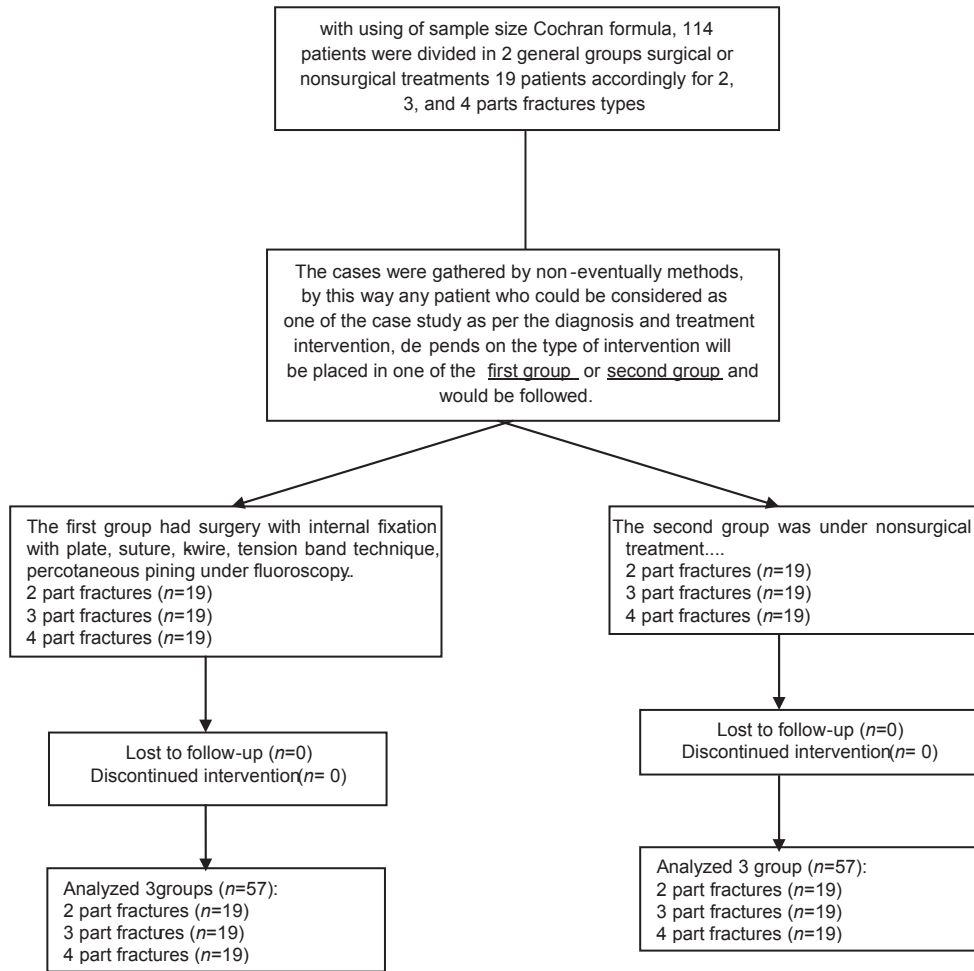 with using of sample size Cochran formula, 114
patients were divided in 2 general groups surgical or
nonsurgical treatments 19 patients accordingly for 2,
3, and 4 parts fractures types
The cases were gathered by non-eventually methods,
by this way any patient who could be considered as
one of the case study as per the diagnosis and treatment
intervention, de pends on the type of intervention will
be placed in one of the first group or second group and
would be followed.
The first group had surgery with internal fixation
with plate, suture, kwire, tension band technique,
percotaneous pining under fluoroscopy..
2 part fractures (n=19)
3 part fractures (n=19)
4 part fractures (n=19)
The second group was under nonsurgical
treatment....
2 part fractures (n=19)
3 part fractures (n=19)
4 part fractures (n=19)
Lost to follow-up (n=0)
Discontinued intervention(n= 0)
Lost to follow-up (n=0)
Discontinued intervention(n= 0)
Analyzed 3groups (n=57):
2 part fractures (n=19)
3 part fractures (n=19)
4 part fractures (n=19)
Analyzed 3 group (n=57):
2 part fractures (n=19)
3 part fractures (n=19)
4 part fractures (n=19)